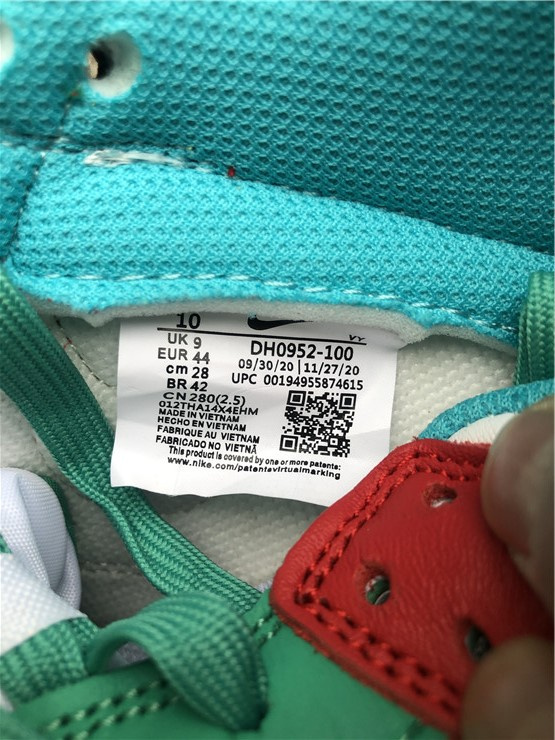 10
UK 9
EUR 44
cm 28
BR 42
CN 280(2.5)
012THA14X4EHM
MADE IN VIETNAM
HECHO EN VIETNAM
FABRIQUE AU VIETNAM
FABRICADO NO VIETNÃ
This product is covered by one or more patents:
www.nike.com/patentsvirtualmarking
VY
DH0952-100
09/30/20 | 11/27/20
UPC 00194955874615